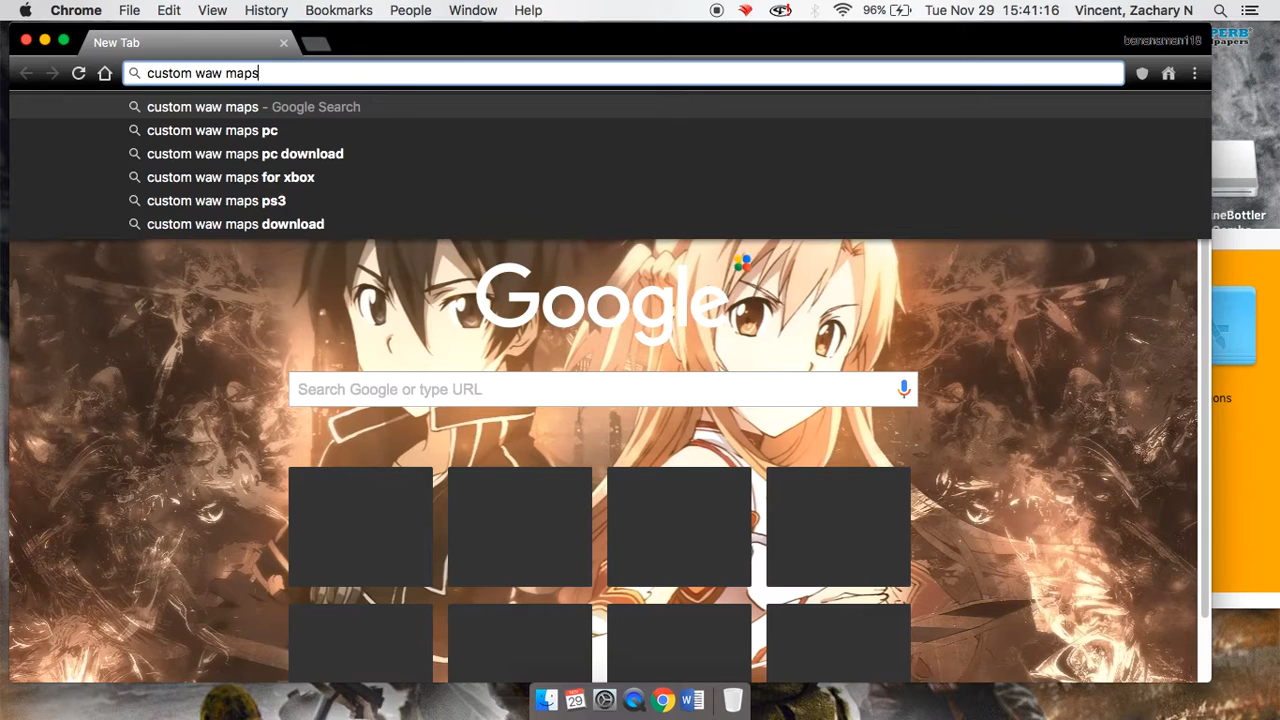 Chrome File Edit View History Bookmarks People Window Help 96% Tue Nov 29 15:41:16 Vincent, Zachary N
New Tab
bananaman118
custom waw maps
custom waw maps - Google Search
custom waw maps pc
custom waw maps pc download
custom waw maps for xbox
custom waw maps ps3
custom waw maps download
Google
Search Google or type URL
29